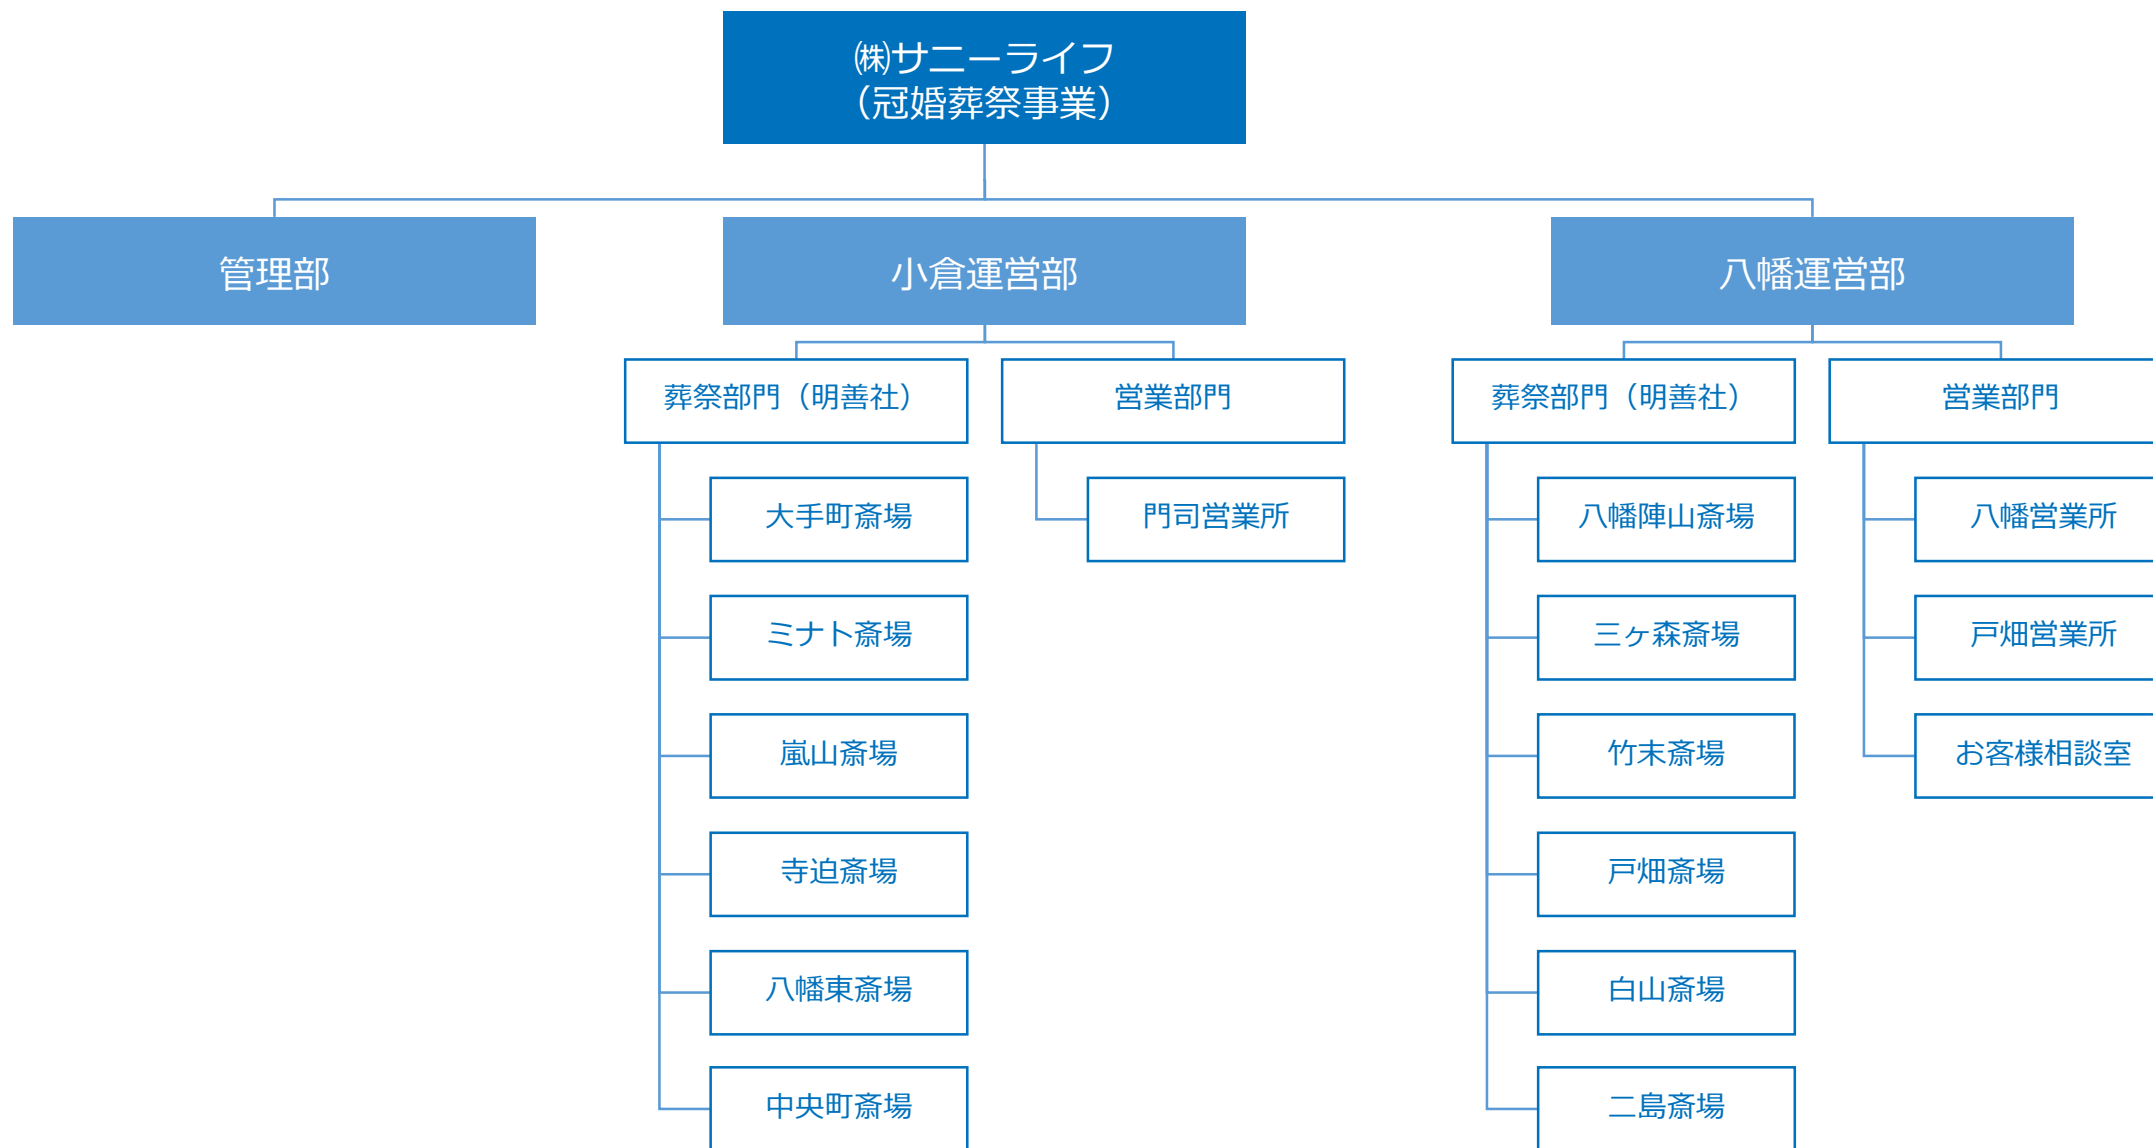 ㈱サニーライフ
（冠婚葬祭事業）
管理部
小倉運営部
八幡運営部
葬祭部門（明善社）
営業部門
葬祭部門（明善社）
営業部門
大手町斎場
門司営業所
八幡陣山斎場
八幡営業所
ミナト斎場
三ヶ森斎場
戸畑営業所
嵐山斎場
竹末斎場
お客様相談室
寺迫斎場
戸畑斎場
八幡東斎場
白山斎場
中央町斎場
二島斎場